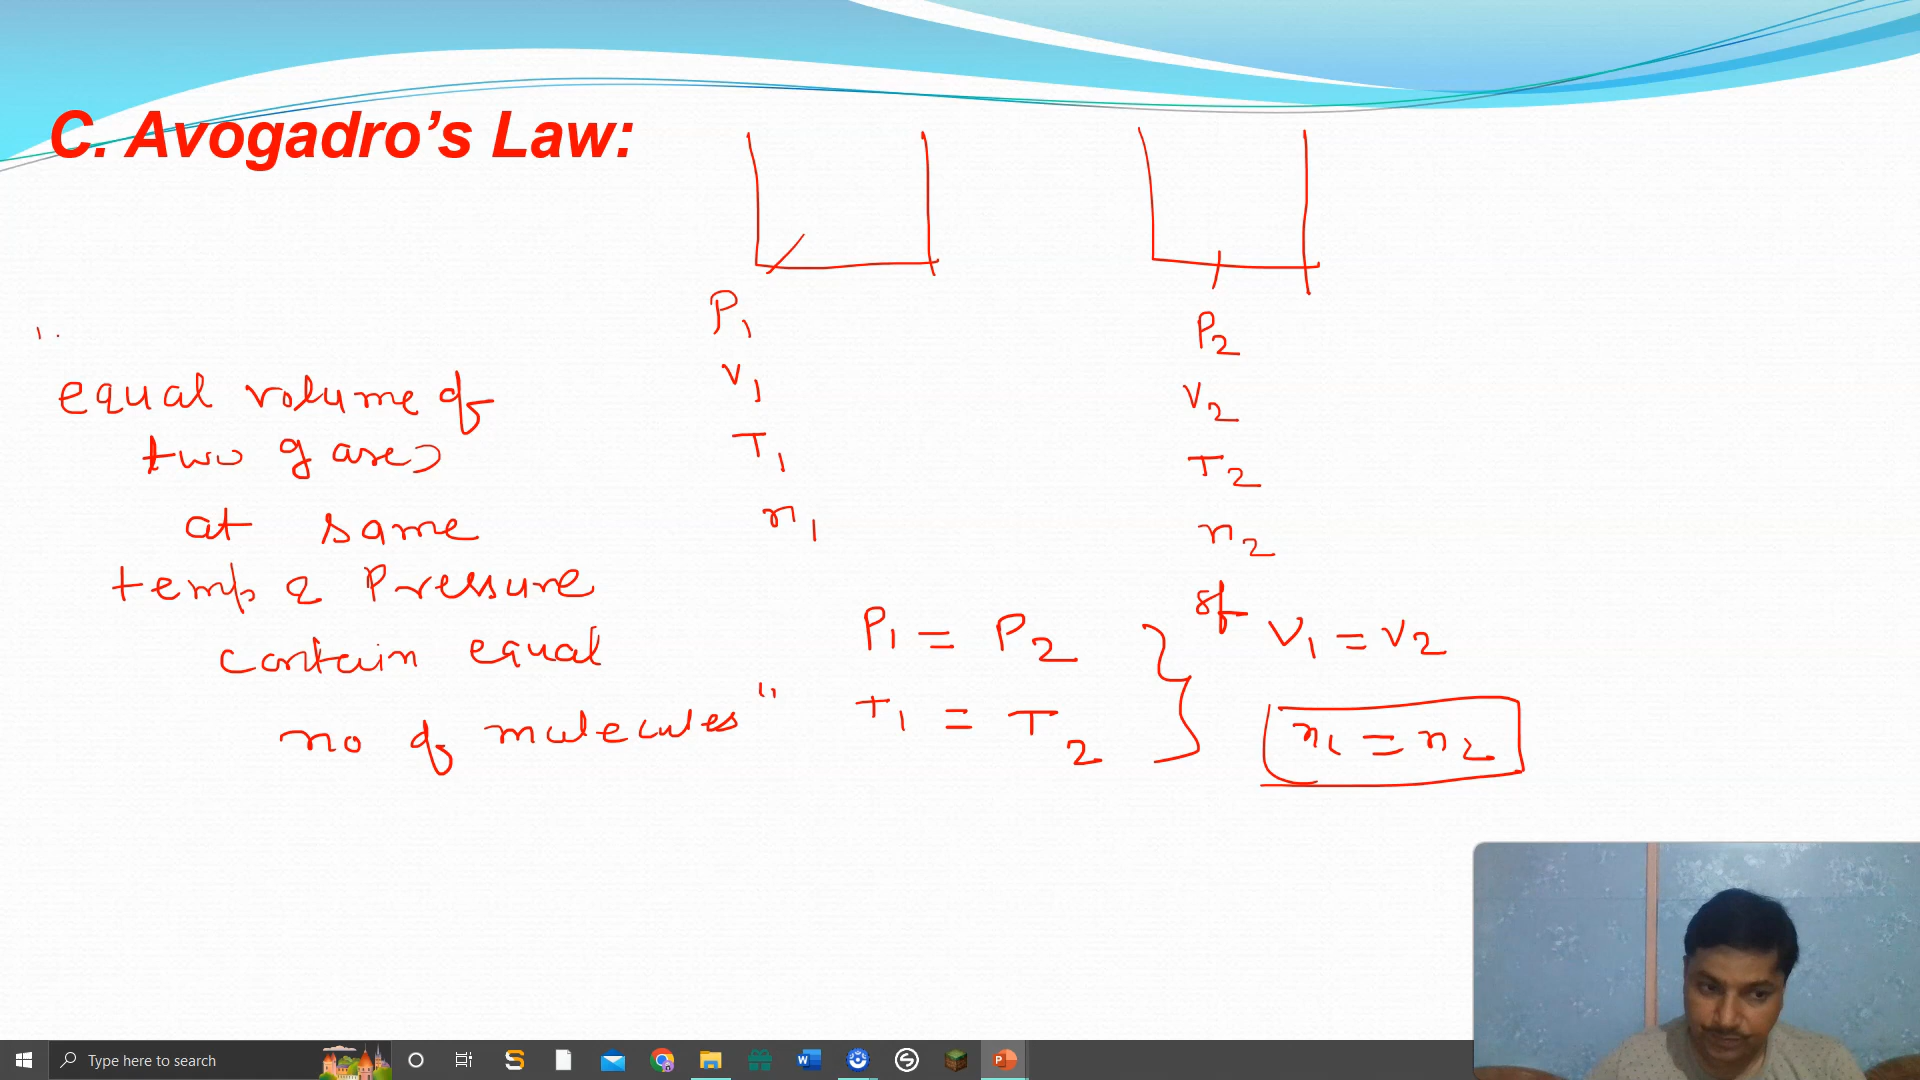 C. Avogadro’s Law:
equal volume of
two gases
at same
temp & Pressure
contain equal
no of molecules"
P1
V1
T1
n1
P2
V2
T2
n2
P1 = P2
T1 = T2
If V1 = V2
n1 = n2
Type here to search